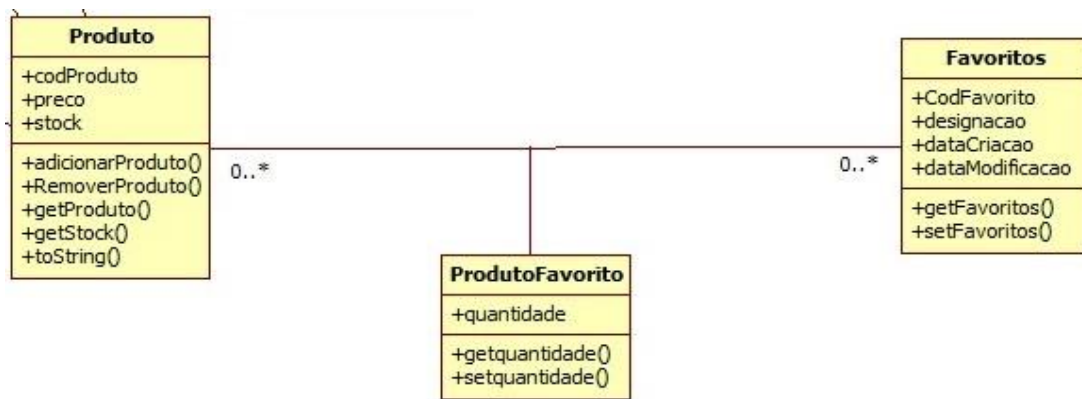 Produto
+codProduto
+preco
+stock
+adicionarProduto()
+RemoverProduto()
+getProduto()
+getStock()
+toString()
0..*
0..*
Favoritos
+CodFavorito
+designacao
+dataCriacao
+dataModificacao
+getFavoritos()
+setFavoritos()
ProdutoFavorito
+quantidade
+getquantidade()
+setquantidade()